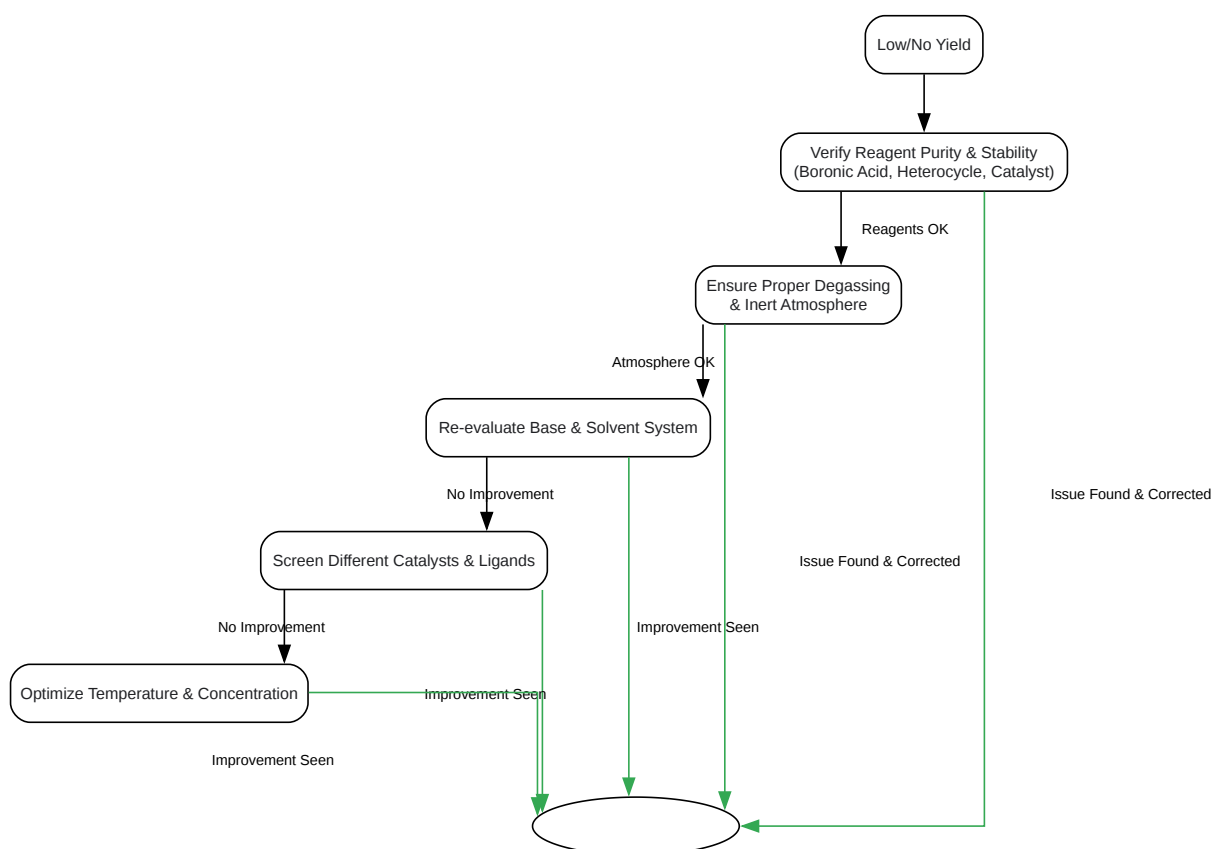 Low/No Yield
Verify Reagent Purity & Stability
(Boronic Acid, Heterocycle, Catalyst)
Reagents OK
Ensure Proper Degassing
& Inert Atmosphere
Atmosphere OK
Re-evaluate Base & Solvent System
No Improvement
Issue Found & Corrected
Screen Different Catalysts & Ligands
Issue Found & Corrected
No Improvement
Improvement Seen
Optimize Temperature & Concentration
Improvement Seen
Improvement Seen